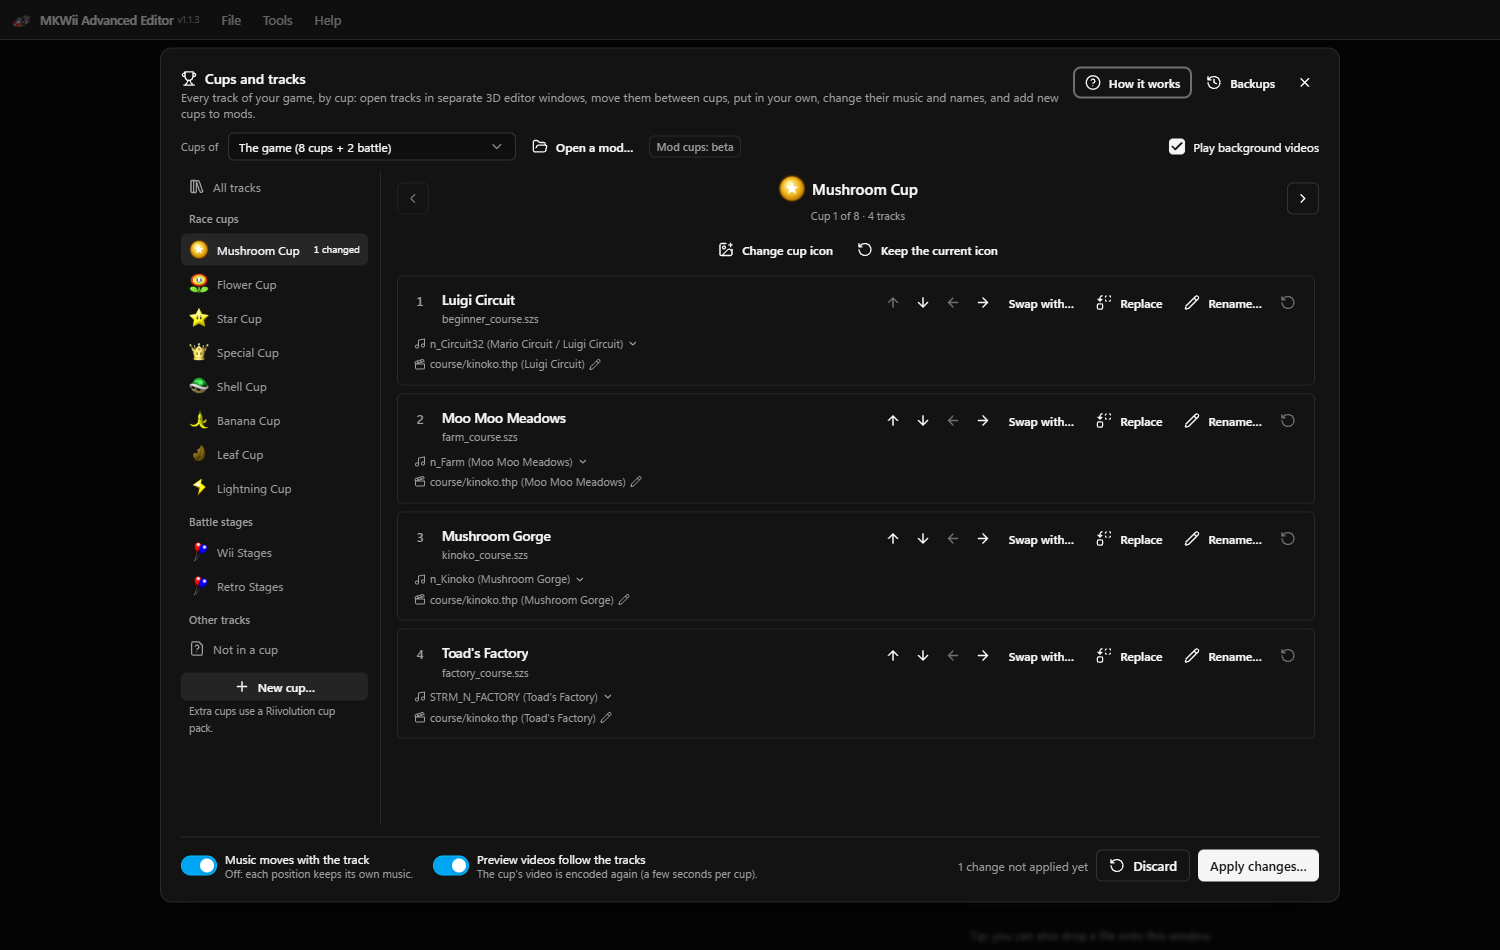 MKWii Advanced Editor v1.1.3 File Tools Help
Cups and tracks
Every track of your game, by cup: open tracks in separate 3D editor windows, move them between cups, put in your own, change their music and names, and add new
cups to mods.
How it works
Backups
Cups of
The game (8 cups + 2 battle)
Open a mod...
Mod cups: beta
Play background videos
All tracks
Race cups
Mushroom Cup 1 changed
Flower Cup
Star Cup
Special Cup
Shell Cup
Banana Cup
Leaf Cup
Lightning Cup
Battle stages
Wii Stages
Retro Stages
Other tracks
Not in a cup
New cup...
Extra cups use a Riivolution cup
pack.
Mushroom Cup
Cup 1 of 8 · 4 tracks
Change cup icon
Keep the current icon
1 Luigi Circuit Swap with... Replace Rename...
beginner_course.szs
n_Circuit32 (Mario Circuit / Luigi Circuit)
course/kinoko.thp (Luigi Circuit)
2 Moo Moo Meadows Swap with... Replace Rename...
farm_course.szs
n_Farm (Moo Moo Meadows)
course/kinoko.thp (Moo Moo Meadows)
3 Mushroom Gorge Swap with... Replace Rename...
kinoko_course.szs
n_Kinoko (Mushroom Gorge)
course/kinoko.thp (Mushroom Gorge)
4 Toad's Factory Swap with... Replace Rename...
factory_course.szs
STRM_N_FACTORY (Toad's Factory)
course/kinoko.thp (Toad's Factory)
Music moves with the track
Off: each position keeps its own music.
Preview videos follow the tracks
The cup's video is encoded again (a few seconds per cup).
1 change not applied yet
Discard
Apply changes...
Tip: you can also drop a file onto this window.